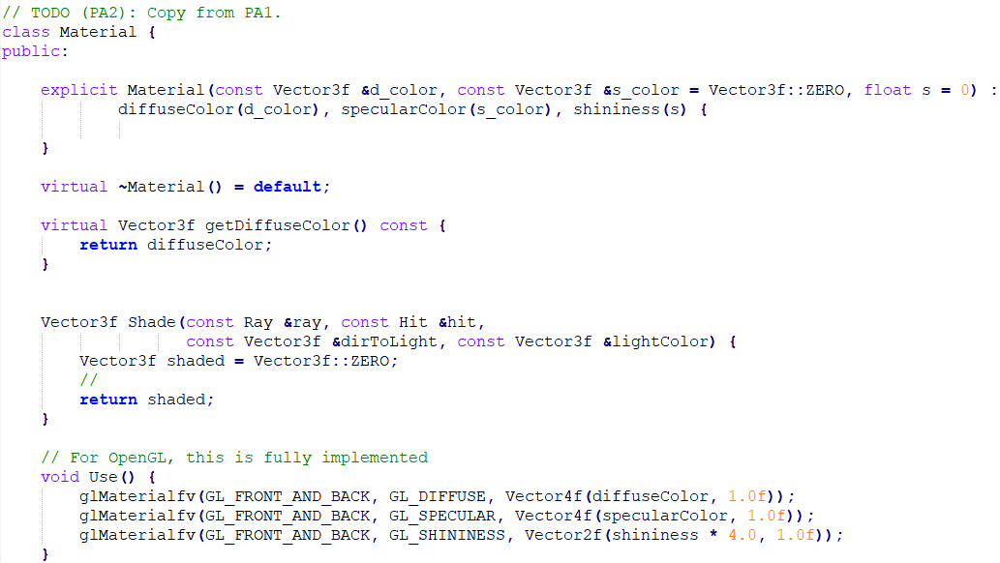 // TODO (PA2): Copy from PA1.
class Material {
public:
explicit Material(const Vector3f &d_color, const Vector3f &s_color = Vector3f::ZERO, float s = 0) :
diffuseColor(d_color), specularColor(s_color), shininess(s) {
}
virtual ~Material() = default;
virtual Vector3f getDiffuseColor() const {
return diffuseColor;
}
Vector3f Shade(const Ray &ray, const Hit &hit,
const Vector3f &dirToLight, const Vector3f &lightColor) {
Vector3f shaded = Vector3f::ZERO;
//
return shaded;
}
// For OpenGL, this is fully implemented
void Use() {
glMaterialfv(GL_FRONT_AND_BACK, GL_DIFFUSE, Vector4f(diffuseColor, 1.0f));
glMaterialfv(GL_FRONT_AND_BACK, GL_SPECULAR, Vector4f(specularColor, 1.0f));
glMaterialfv(GL_FRONT_AND_BACK, GL_SHININESS, Vector2f(shininess * 4.0, 1.0f));
}